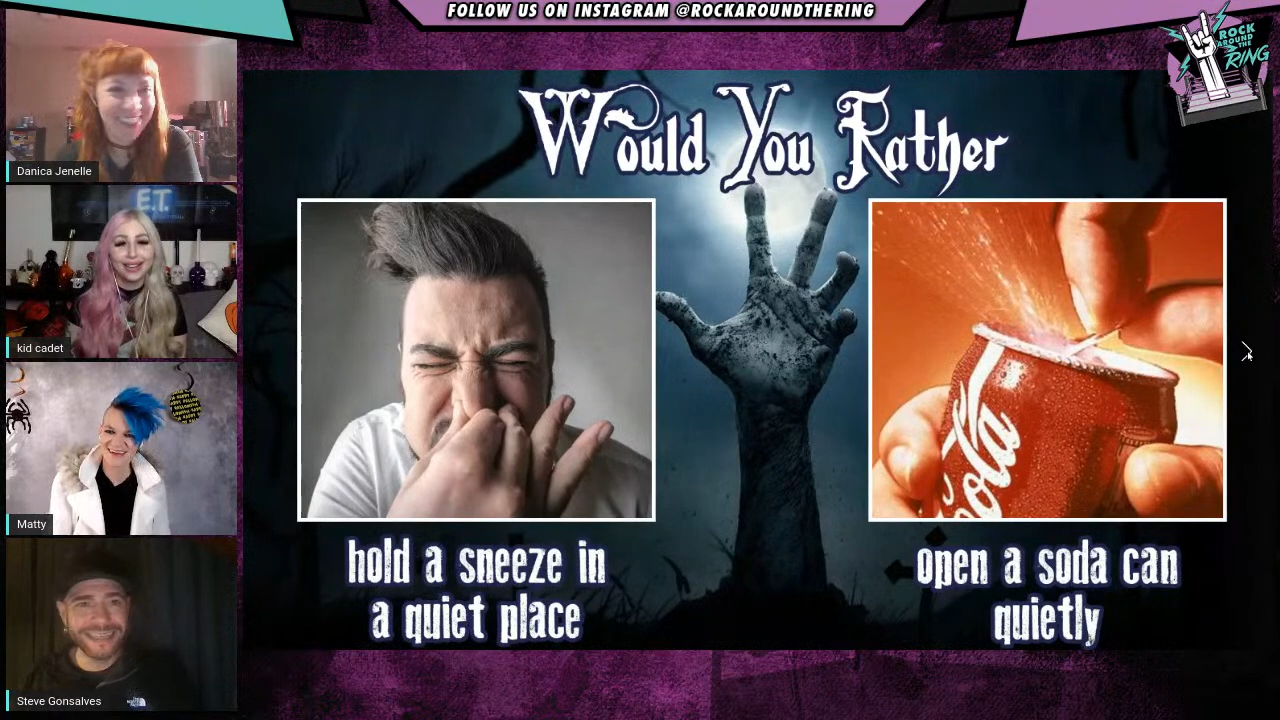 FOLLOW US ON INSTAGRAM @ROCKAROUNDTHERING
ROCK
AROUND
THE
RING
Danica Jenelle
E.T.
kid cadet
Matty
Steve Gonsalves
Would You Rather
Cola
hold a sneeze in
a quiet place
open a soda can
quietly